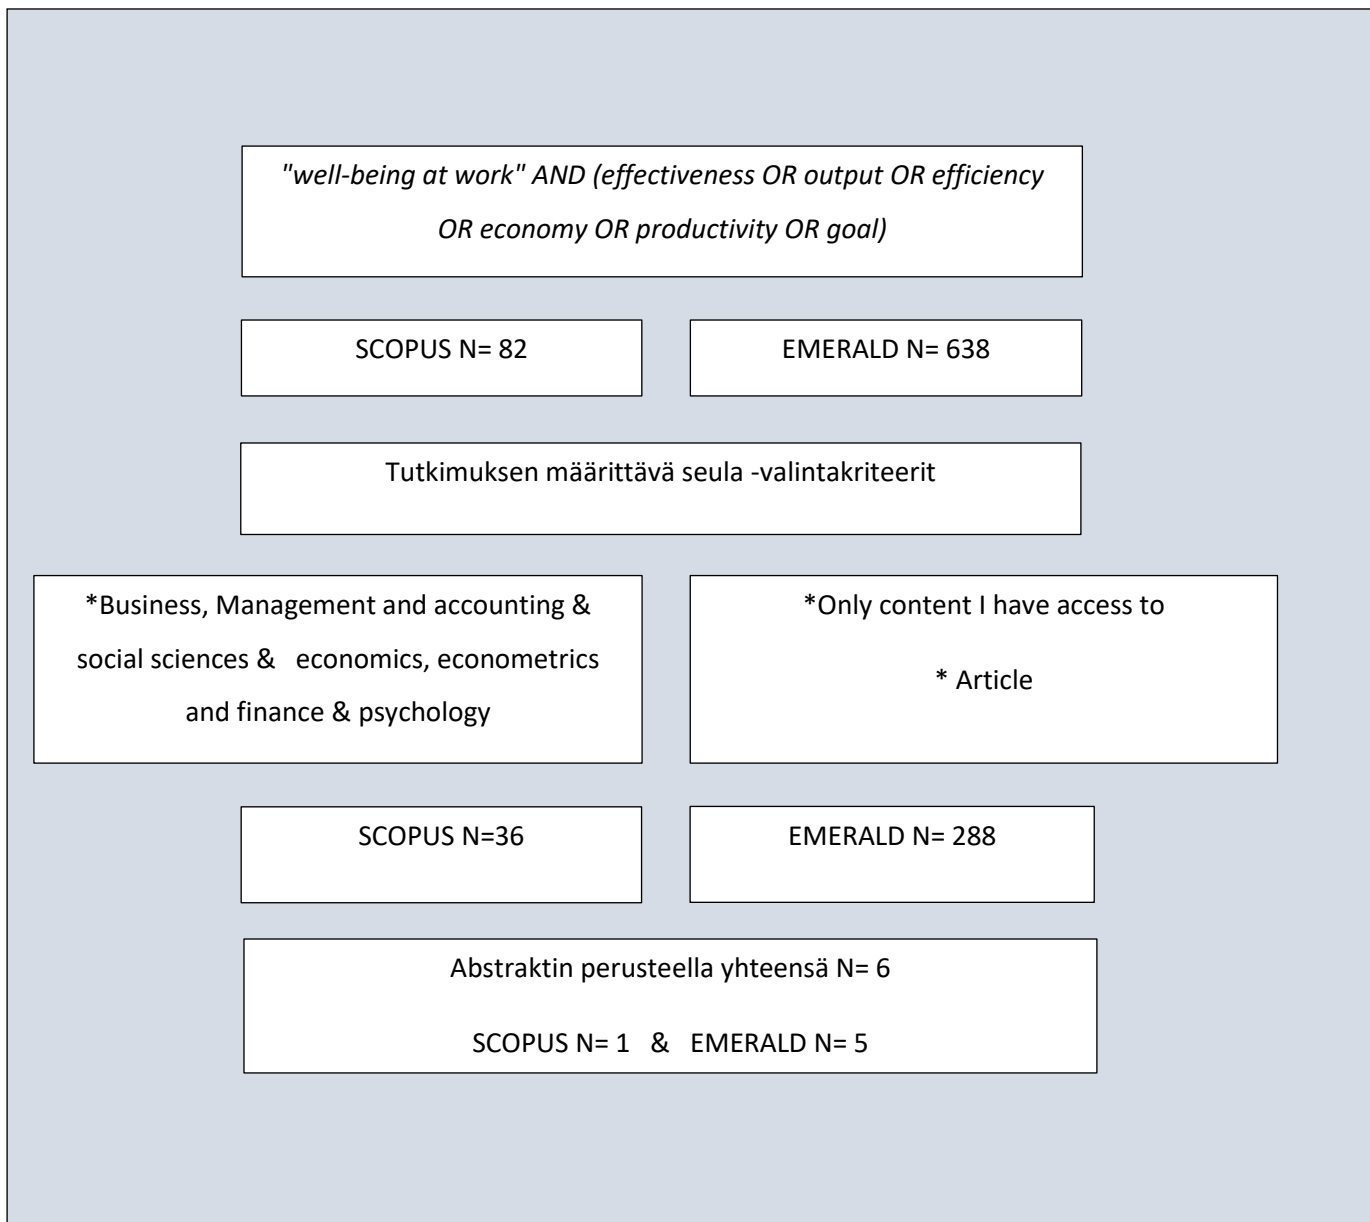 "well-being at work" AND (effectiveness OR output OR efficiency
OR economy OR productivity OR goal)
SCOPUS N= 82
EMERALD N= 638
Tutkimuksen määrittävä seula -valintakriteerit
*Business, Management and accounting &
social sciences & economics, econometrics
and finance & psychology
*Only content I have access to
* Article
SCOPUS N=36
EMERALD N= 288
Abstraktin perusteella yhteensä N= 6
SCOPUS N= 1 & EMERALD N= 5